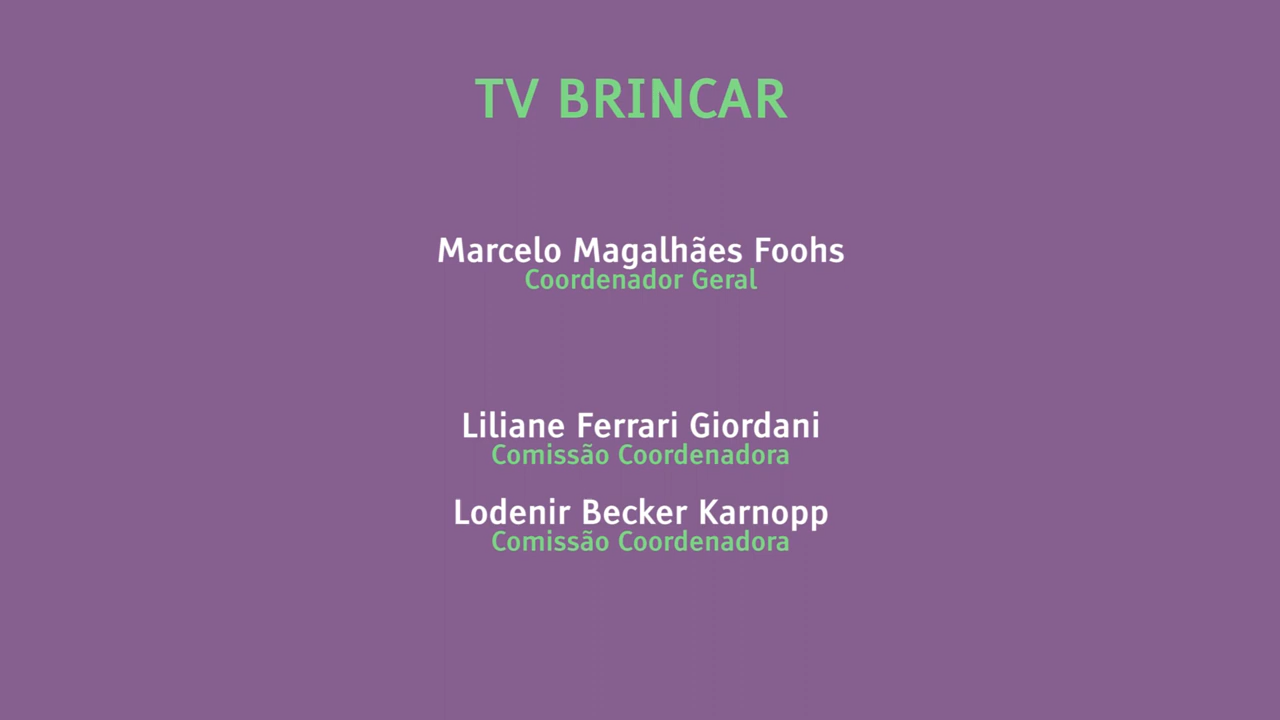 TV BRINCAR
Marcelo Magalhães Foohs
Coordenador Geral
Liliane Ferrari Giordani
Comissão Coordenadora
Lodenir Becker Karnopp
Comissão Coordenadora